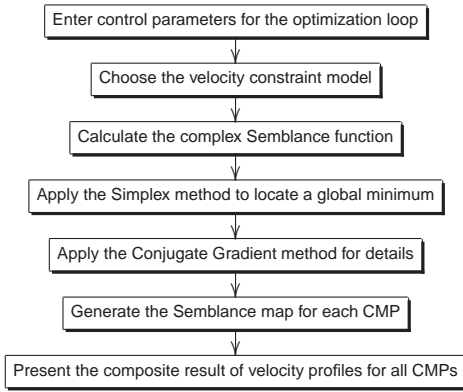 Enter control parameters for the optimization loop
Choose the velocity constraint model
Calculate the complex Semblance function
Apply the Simplex method to locate a global minimum
Apply the Conjugate Gradient method for details
Generate the Semblance map for each CMP
Present the composite result of velocity profiles for all CMPs